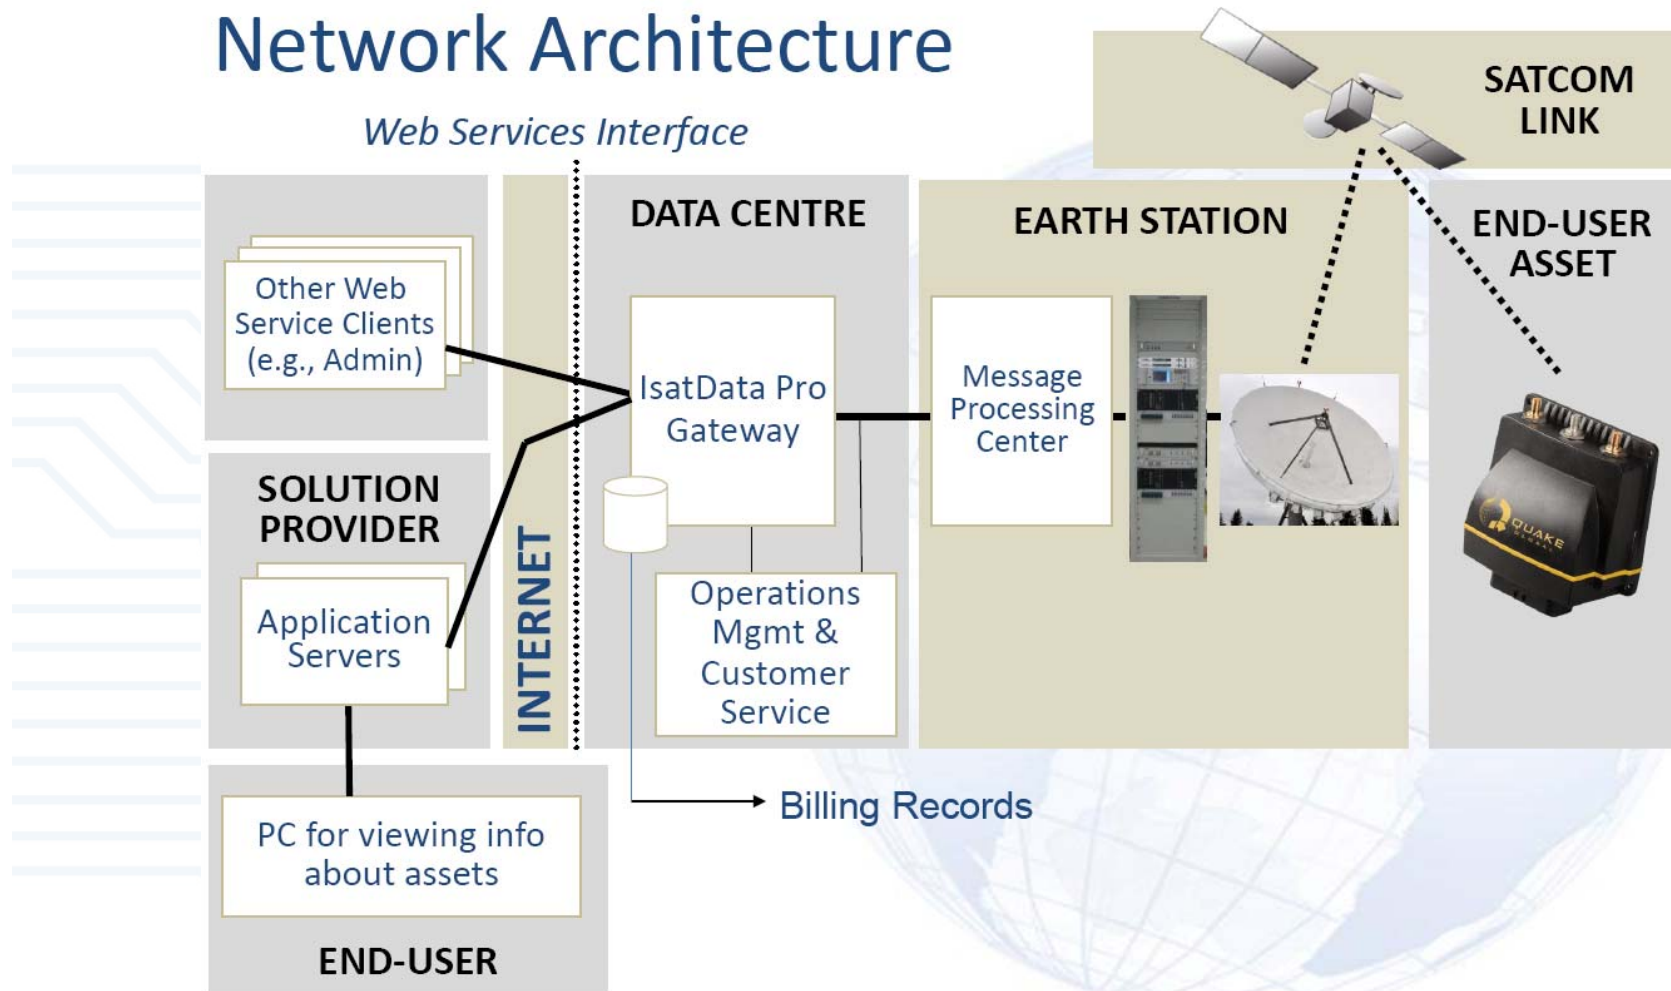 Network Architecture
Web Services Interface
SATCOM
LINK
DATA CENTRE
EARTH STATION
END-USER
ASSET
Other Web
Service Clients
(e.g., Admin)
IsatData Pro
Gateway
Message
Processing
Center
SOLUTION
PROVIDER
INTERNET
QUAKE
GLOBAL
Application
Servers
Operations
Mgmt &
Customer
Service
Billing Records
PC for viewing info
about assets
END-USER